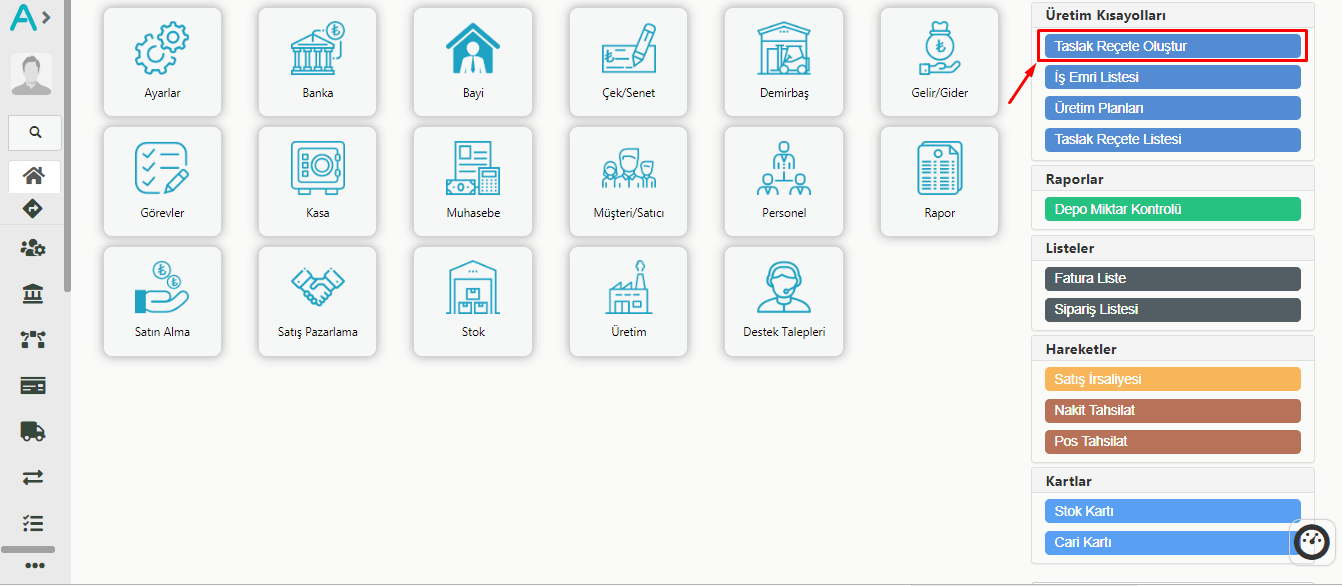 Ayarlar
Banka
Bayi
Çek/Senet
Demirbaş
Gelir/Gider
Görevler
Kasa
Muhasebe
Müşteri/Satıcı
Personel
Rapor
Satın Alma
Satış Pazarlama
Stok
Üretim
Destek Talepleri
Üretim Kısayolları
Taslak Reçete Oluştur
İş Emri Listesi
Üretim Planları
Taslak Reçete Listesi
Raporlar
Depo Miktar Kontrolü
Listeler
Fatura Liste
Sipariş Listesi
Hareketler
Satış İrsaliyesi
Nakit Tahsilat
Pos Tahsilat
Kartlar
Stok Kartı
Cari Kartı